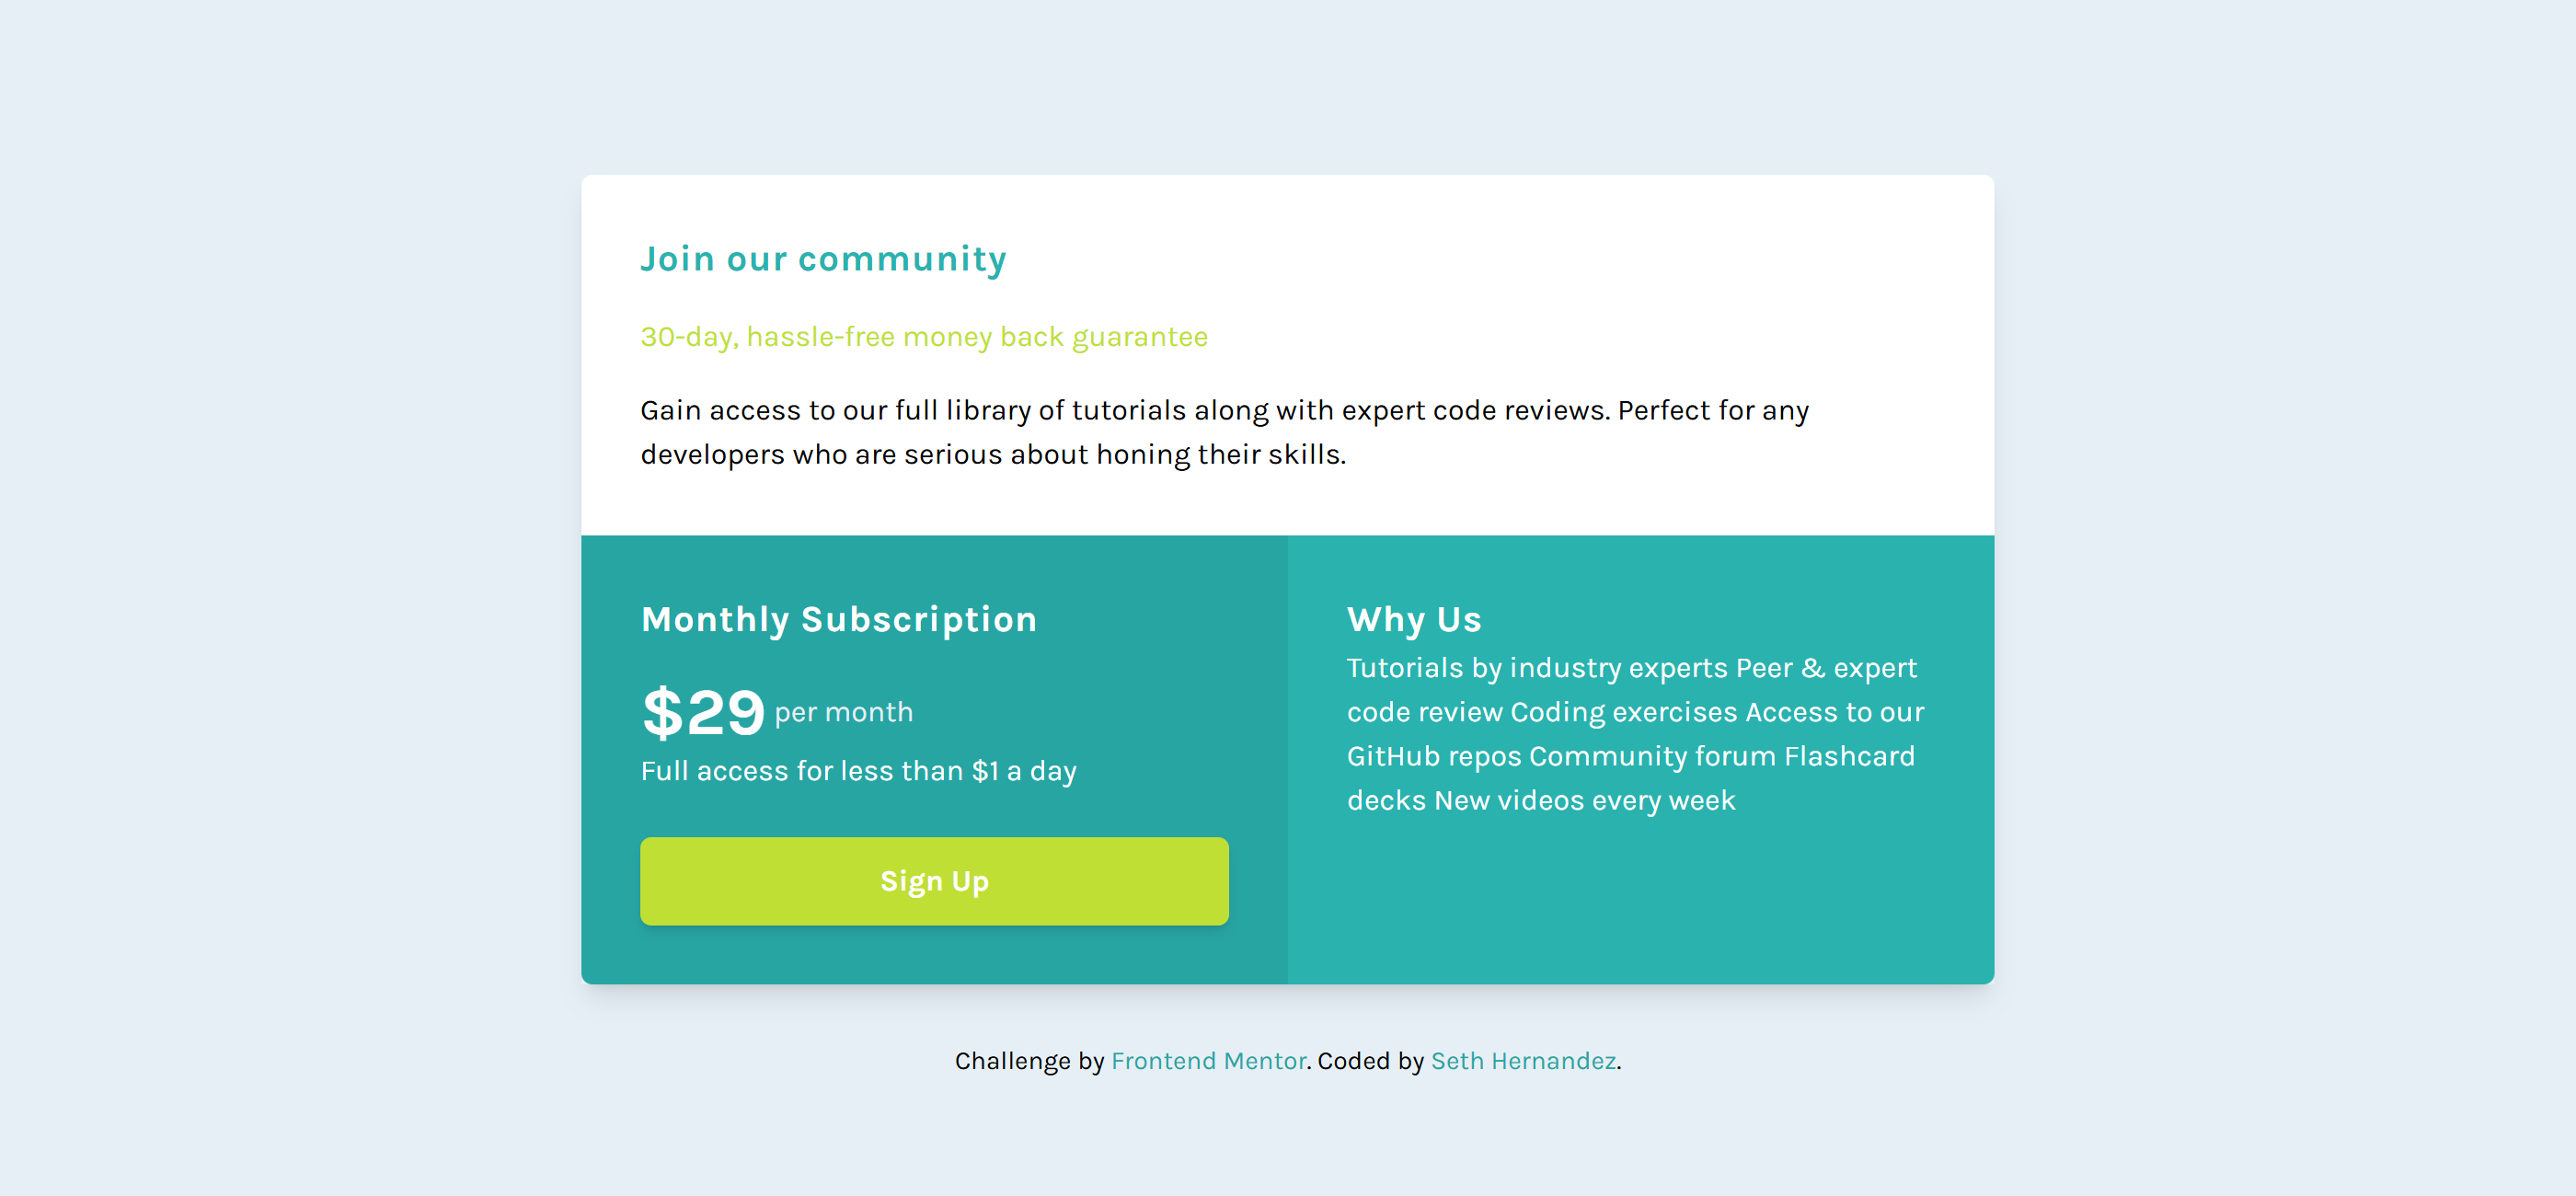 Join our community
30-day, hassle-free money back guarantee
Gain access to our full library of tutorials along with expert code reviews. Perfect for any
developers who are serious about honing their skills.
Monthly Subscription
$29 per month
Full access for less than $1 a day
Sign Up
Why Us
Tutorials by industry experts Peer & expert
code review Coding exercises Access to our
GitHub repos Community forum Flashcard
decks New videos every week
Challenge by Frontend Mentor. Coded by Seth Hernandez.